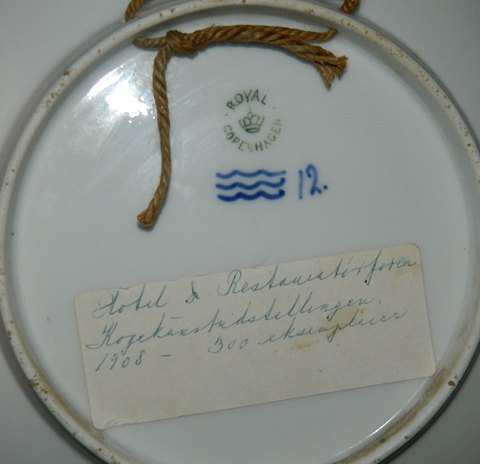 ROYAL
COPENHAGEN
12.
Hotel & Restauratørforen
Kogekunstudstillingen.
1908 - 300 eksemplarer